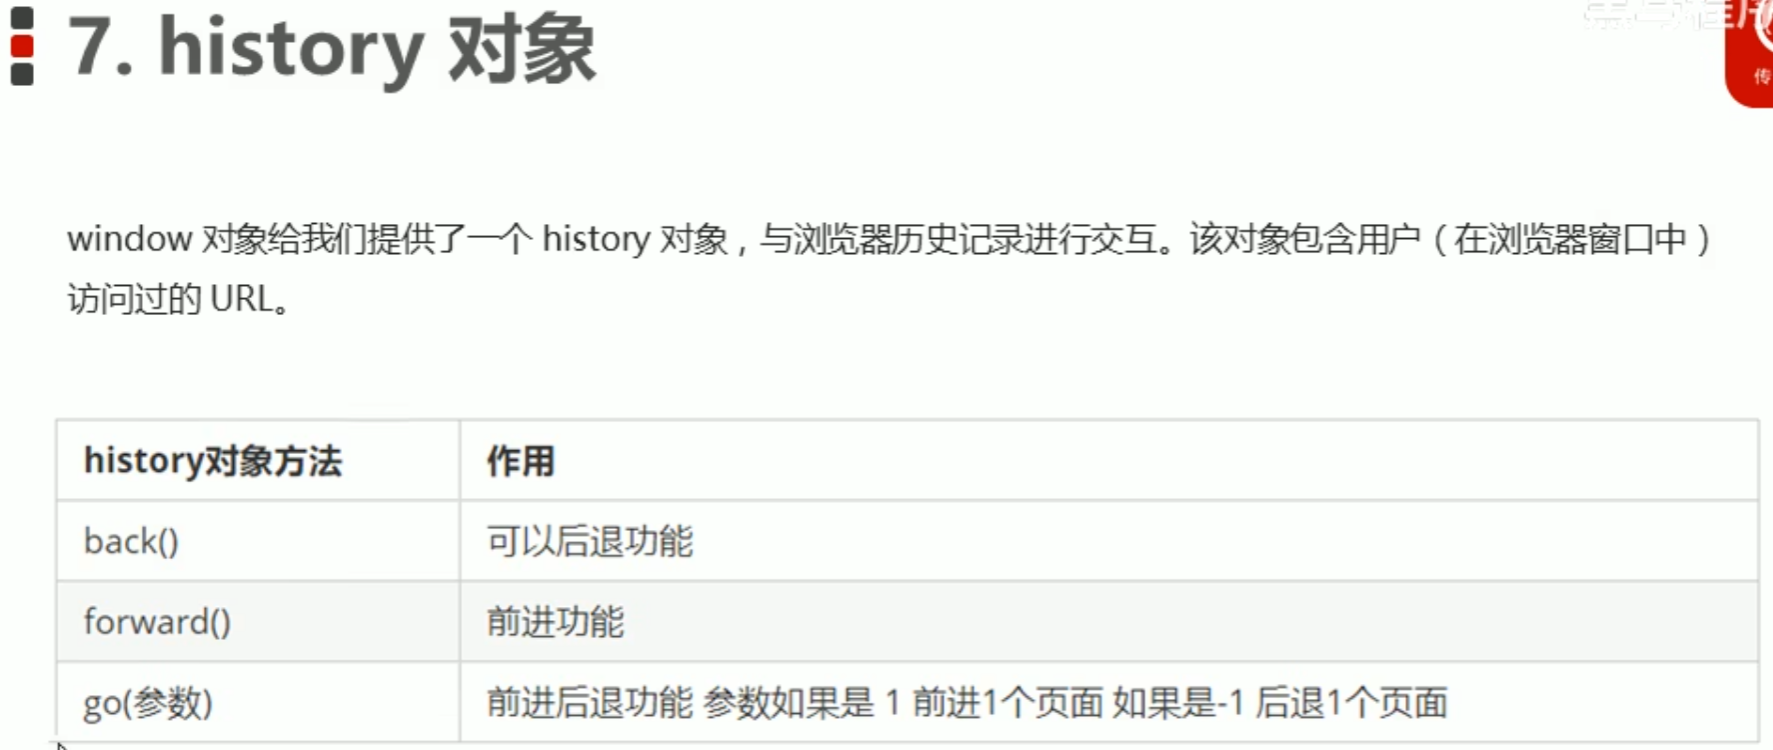 7. history 对象
传
window 对象给我们提供了一个 history 对象，与浏览器历史记录进行交互。该对象包含用户（在浏览器窗口中）
访问过的 URL。
history对象方法 作用
back() 可以后退功能
forward() 前进功能
go(参数) 前进后退功能 参数如果是 1 前进1个页面 如果是-1 后退1个页面